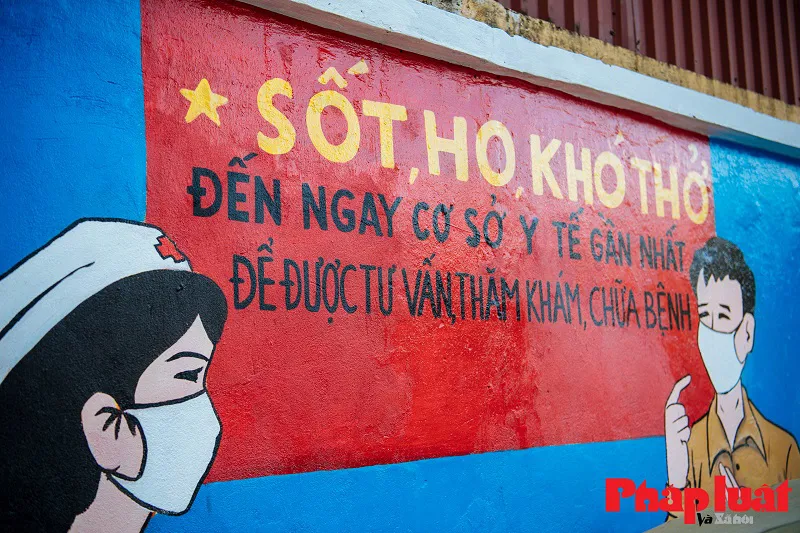 SỐT, HO, KHÓ THỞ
ĐẾN NGAY CƠ SỞ Y TẾ GẦN NHẤT
ĐỂ ĐƯỢC TƯ VẤN, THĂM KHÁM, CHỮA BỆNH
Pháp luật
Và Xã hội